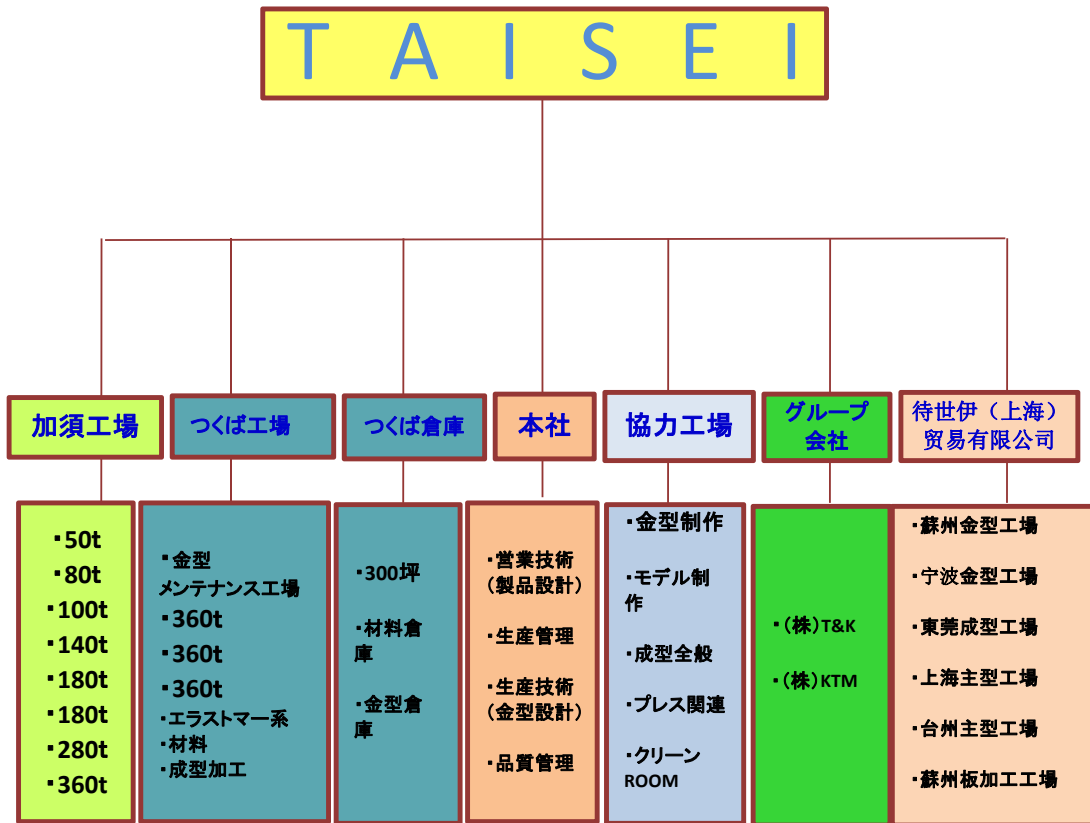 T A I S E I
加須工場
・50t
・80t
・100t
・140t
・180t
・180t
・280t
・360t
つくば工場
・金型
メンテナンス工場
・360t
・360t
・360t
・エラストマー系
・材料
・成型加工
つくば倉庫
・300坪
・材料倉
庫
・金型倉
庫
本社
・営業技術
(製品設計)
・生産管理
・生産技術
(金型設計)
・品質管理
協力工場
・金型制作
・モデル制
作
・成型全般
・プレス関連
・クリーン
ROOM
グループ
会社
・(株)T&K
・(株)KTM
待世伊（上海）
贸易有限公司
・蘇州金型工場
・宁波金型工場
・東莞成型工場
・上海主型工場
・台州主型工場
・蘇州板加工工場